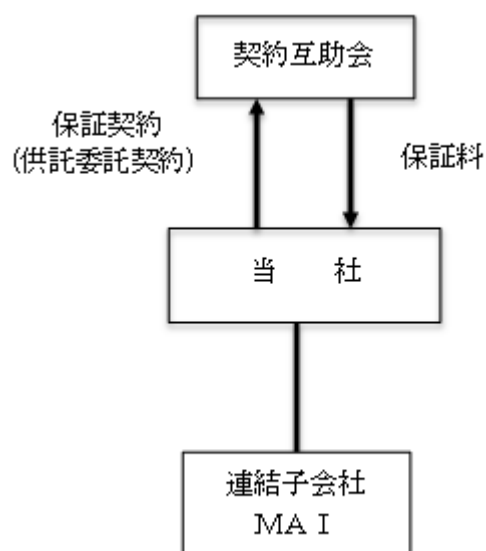 契約互助会
保証契約
(供託委託契約)
保証料
当　　社
連結子会社
ＭＡＩ